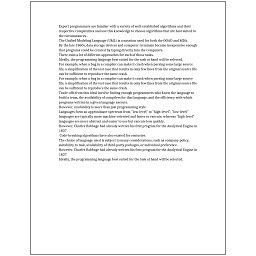 Expert programmers are familiar with a variety of well-established algorithms and their
respective complexities and use this knowledge to choose algorithms that are best suited to
the circumstances.
The Unified Modeling Language (UML) is a notation used for both the OOAD and MDA.
By the late 1960s, data storage devices and computer terminals became inexpensive enough
that programs could be created by typing directly into the computers.
There exist a lot of different approaches for each of those tasks.
Ideally, the programming language best suited for the task at hand will be selected.
For example, when a bug in a compiler can make it crash when parsing some large source
file, a simplification of the test case that results in only few lines from the original source file
can be sufficient to reproduce the same crash.
For example, when a bug in a compiler can make it crash when parsing some large source
file, a simplification of the test case that results in only few lines from the original source file
can be sufficient to reproduce the same crash.
Trade-offs from this ideal involve finding enough programmers who know the language to
build a team, the availability of compilers for that language, and the efficiency with which
programs written in a given language execute.
However, readability is more than just programming style.
Languages form an approximate spectrum from "low-level" to "high-level"; "low-level"
languages are typically more machine-oriented and faster to execute, whereas "high-level"
languages are more abstract and easier to use but execute less quickly.
However, Charles Babbage had already written his first program for the Analytical Engine in
1837.
Code-breaking algorithms have also existed for centuries.
The choice of language used is subject to many considerations, such as company policy,
suitability to task, availability of third-party packages, or individual preference.
However, Charles Babbage had already written his first program for the Analytical Engine in
1837.
Ideally, the programming language best suited for the task at hand will be selected.